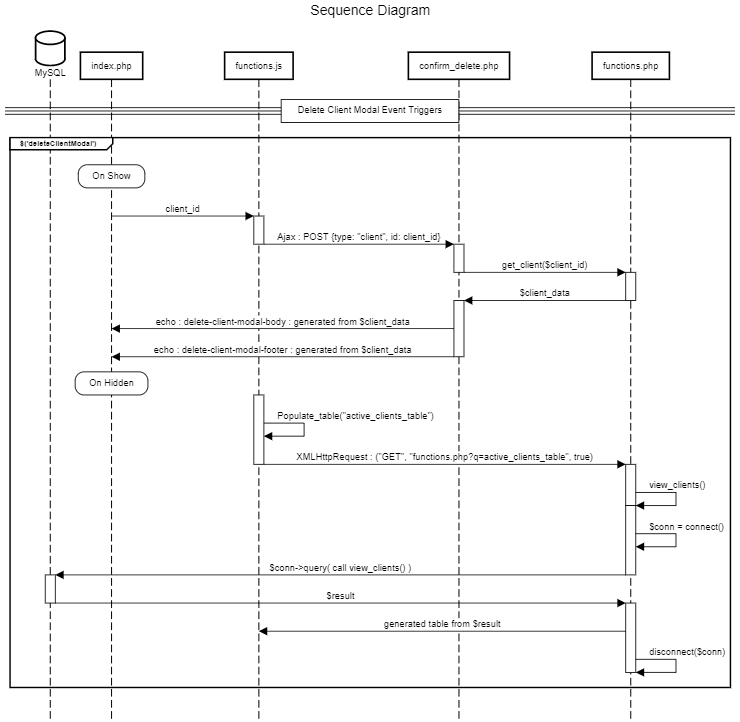 Sequence Diagram
MySQL
index.php
functions.js
confirm_delete.php
functions.php
Delete Client Modal Event Triggers
$('deleteClientModal')
On Show
client_id
Ajax : POST {type: "client", id: client_id}
get_client($client_id)
$client_data
echo : delete-client-modal-body : generated from $client_data
echo : delete-client-modal-footer : generated from $client_data
On Hidden
Populate_table("active_clients_table")
XMLHttpRequest : ("GET", "functions.php?q=active_clients_table", true)
view_clients()
$conn = connect()
$conn->query( call view_clients() )
$result
generated table from $result
disconnect($conn)